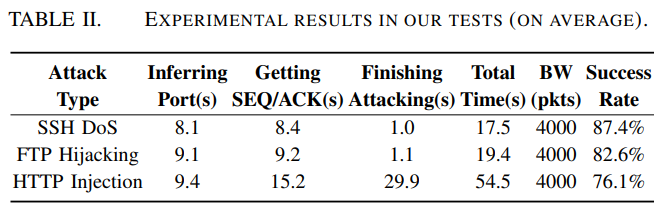 TABLE II. EXPERIMENTAL RESULTS IN OUR TESTS (ON AVERAGE).
Attack Inferring Getting Finishing Total BW Success
Type Port(s) SEQ/ACK(s) Attacking(s) Time(s) (pkts) Rate
SSH DoS 8.1 8.4 1.0 17.5 4000 87.4%
FTP Hijacking 9.1 9.2 1.1 19.4 4000 82.6%
HTTP Injection 9.4 15.2 29.9 54.5 4000 76.1%